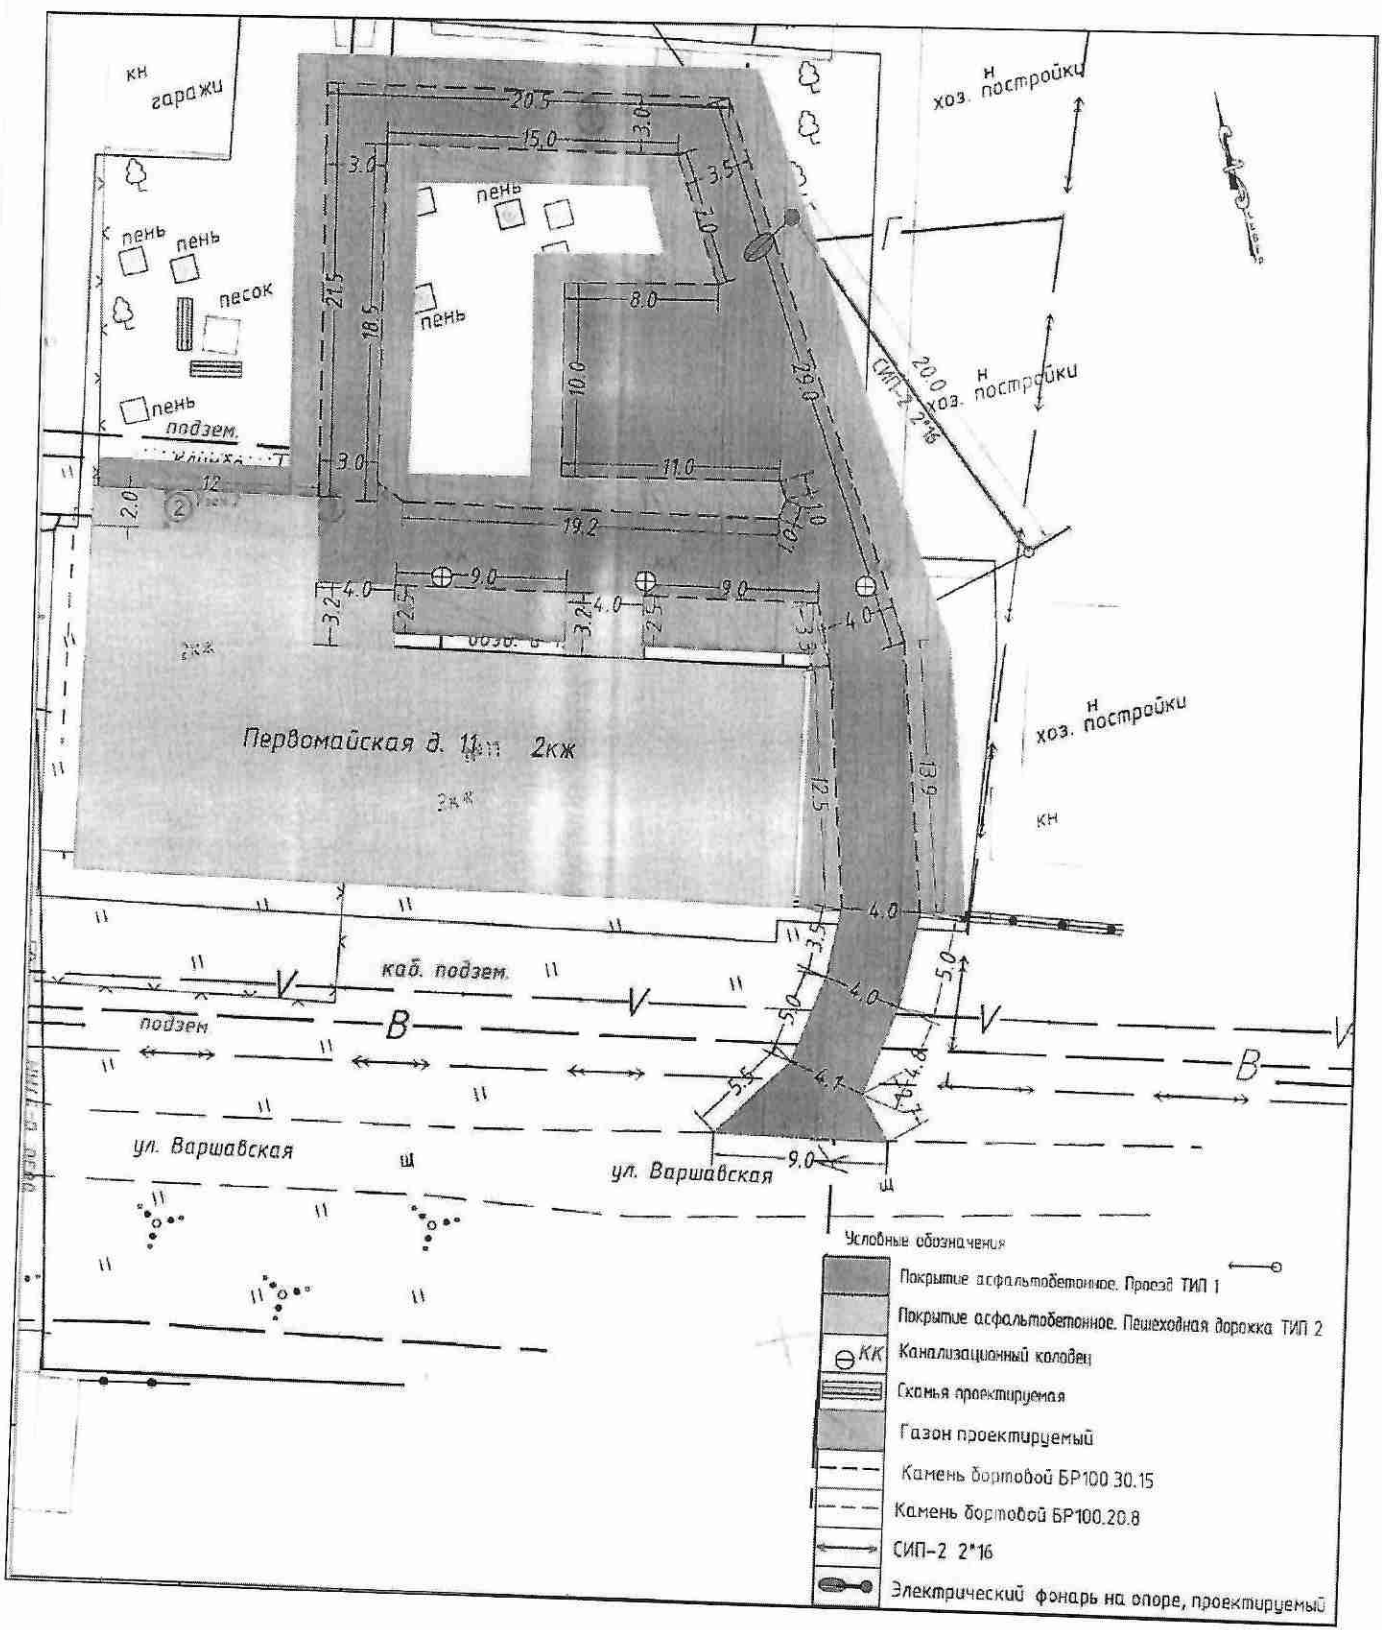 кн
гаражи
н
хоз. постройки
20.5
3.0
15.0
3.0
3.5
7.0
пень
пень
пень
песок
21.5
18.5
пень
8.0
29.0
20.0
СИП-2 2*16
н
хоз. постройки
10.0
пень
подзем.
3.0
11.0
12
2.0
2
1.0
1.0
19.2
КК
4.0
9.0
4.0
9.0
4.0
3.2
2.5
3.2
2.5
3.3
2кж
Первомайская д. 11
2кж
н
хоз. постройки
12.5
13.9
кн
4.0
3.5
5.0
каб. подзем.
V
V
V
V
4.0
5.0
подзем
В
В
4.8
5.5
4.1
ул. Варшавская
щ
ул. Варшавская
9.0
щ
Условные обозначения
Покрытие асфальтобетонное. Проезд ТИП 1
Покрытие асфальтобетонное. Пешеходная дорожка ТИП 2
КК Канализационный колодец
Скамья проектируемая
Газон проектируемый
Камень бортовой БР100.30.15
Камень бортовой БР100.20.8
СИП-2 2*16
Электрический фонарь на опоре, проектируемый